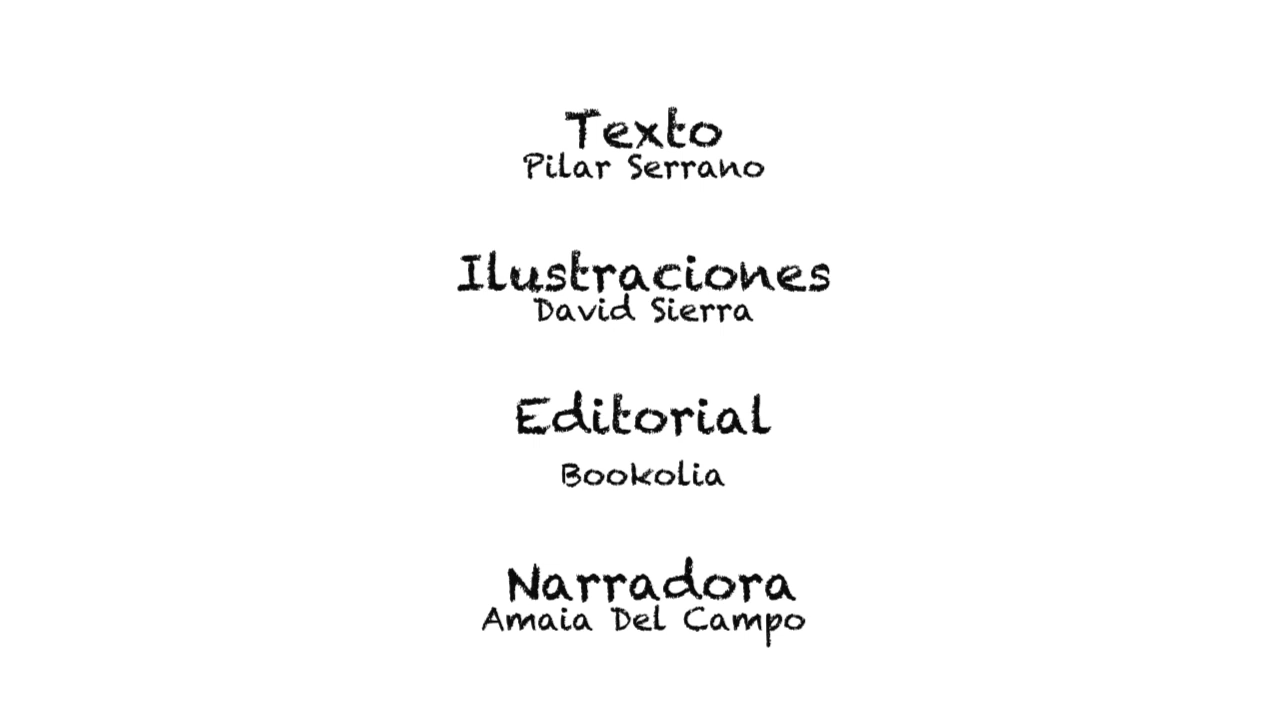 Texto
Pilar Serrano
Ilustraciones
David Sierra
Editorial
Bookolia
Narradora
Amaia Del Campo